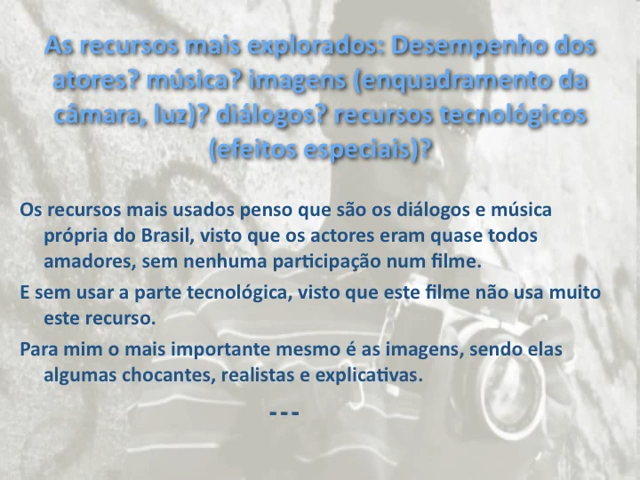 As recursos mais explorados: Desempenho dos
atores? música? imagens (enquadramento da
câmara, luz)? diálogos? recursos tecnológicos
(efeitos especiais)?
Os recursos mais usados penso que são os diálogos e música
própria do Brasil, visto que os actores eram quase todos
amadores, sem nenhuma participação num filme.
E sem usar a parte tecnológica, visto que este filme não usa muito
este recurso.
Para mim o mais importante mesmo é as imagens, sendo elas
algumas chocantes, realistas e explicativas.
---